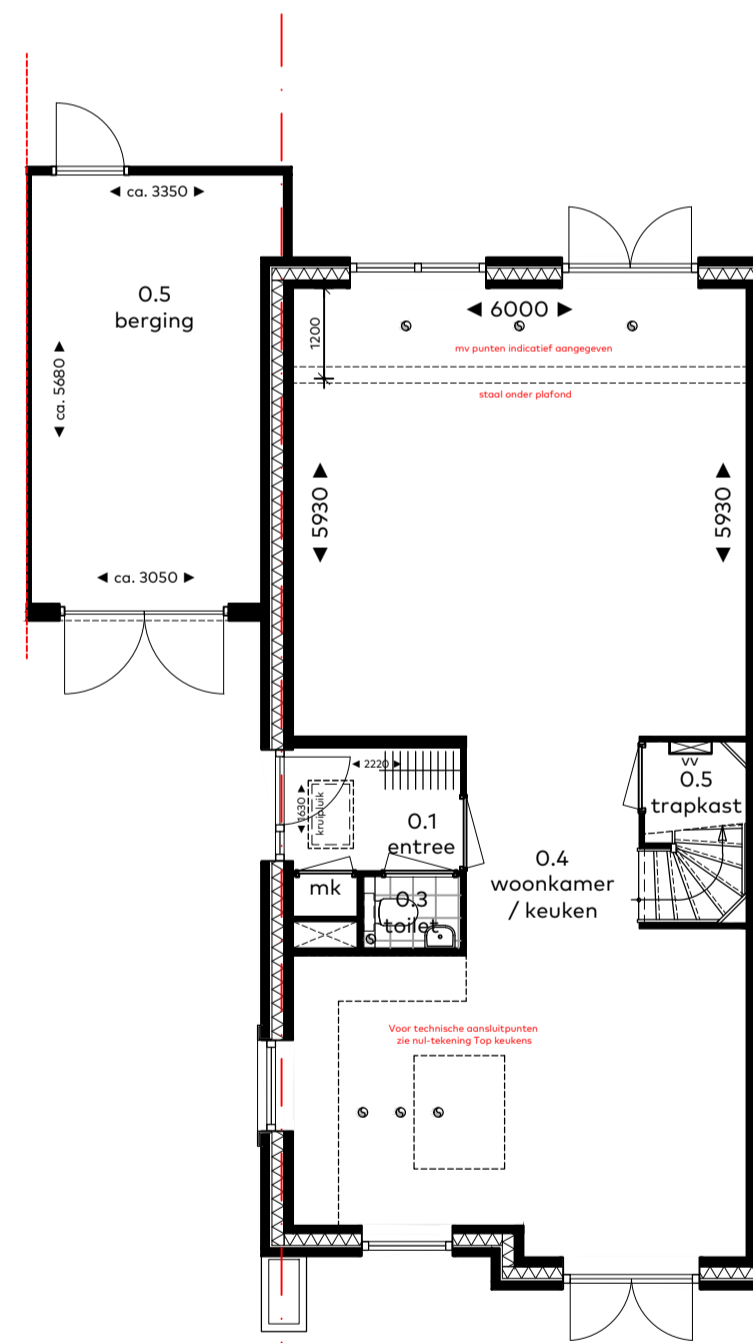 ◄ ca. 3350 ►
0.5
berging
◄ ca. 5680 ►
◄ ca. 3050 ►
◄ 6000 ►
1200
mv punten indicatief aangegeven
staal onder plafond
◄ 5930 ►
◄ 5930 ►
◄ 2220 ►
◄ 1630 ►
kruipluik
0.1
entree
vv
0.5
trapkast
mk
0.3
toilet
0.4
woonkamer
/ keuken
Voor technische aansluitpunten
zie nul-tekening Top keukens